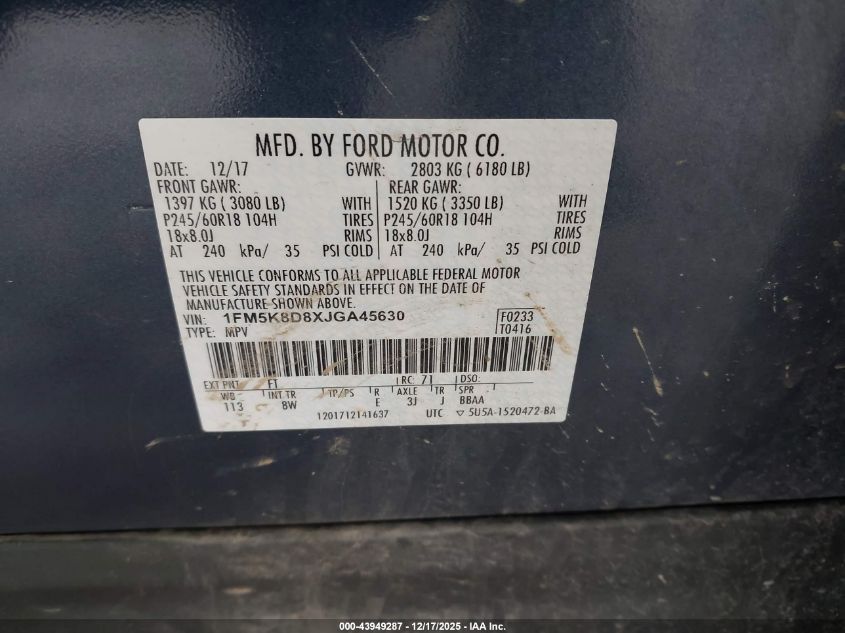 MFD. BY FORD MOTOR CO.
DATE: 12/17 GVWR: 2803 KG ( 6180 LB)
FRONT GAWR: REAR GAWR:
1397 KG ( 3080 LB) WITH 1520 KG ( 3350 LB) WITH
P245/60R18 104H TIRES P245/60R18 104H TIRES
18x8.0J RIMS 18x8.0J RIMS
AT 240 kPa/ 35 PSI COLD AT 240 kPa/ 35 PSI COLD
THIS VEHICLE CONFORMS TO ALL APPLICABLE FEDERAL MOTOR
VEHICLE SAFETY STANDARDS IN EFFECT ON THE DATE OF
MANUFACTURE SHOWN ABOVE.
VIN: 1FM5K8D8XJGA45630 F0233
TYPE: MPV T0416
EXT PNT FT RC: 71 DSO:
WB INT TR TP/PS R AXLE TR SPR
113 8W E 3J J BBAA
1201712141637 UTC ▽ 5U5A-1520472-BA
000-43949287 - 12/17/2025 - IAA Inc.